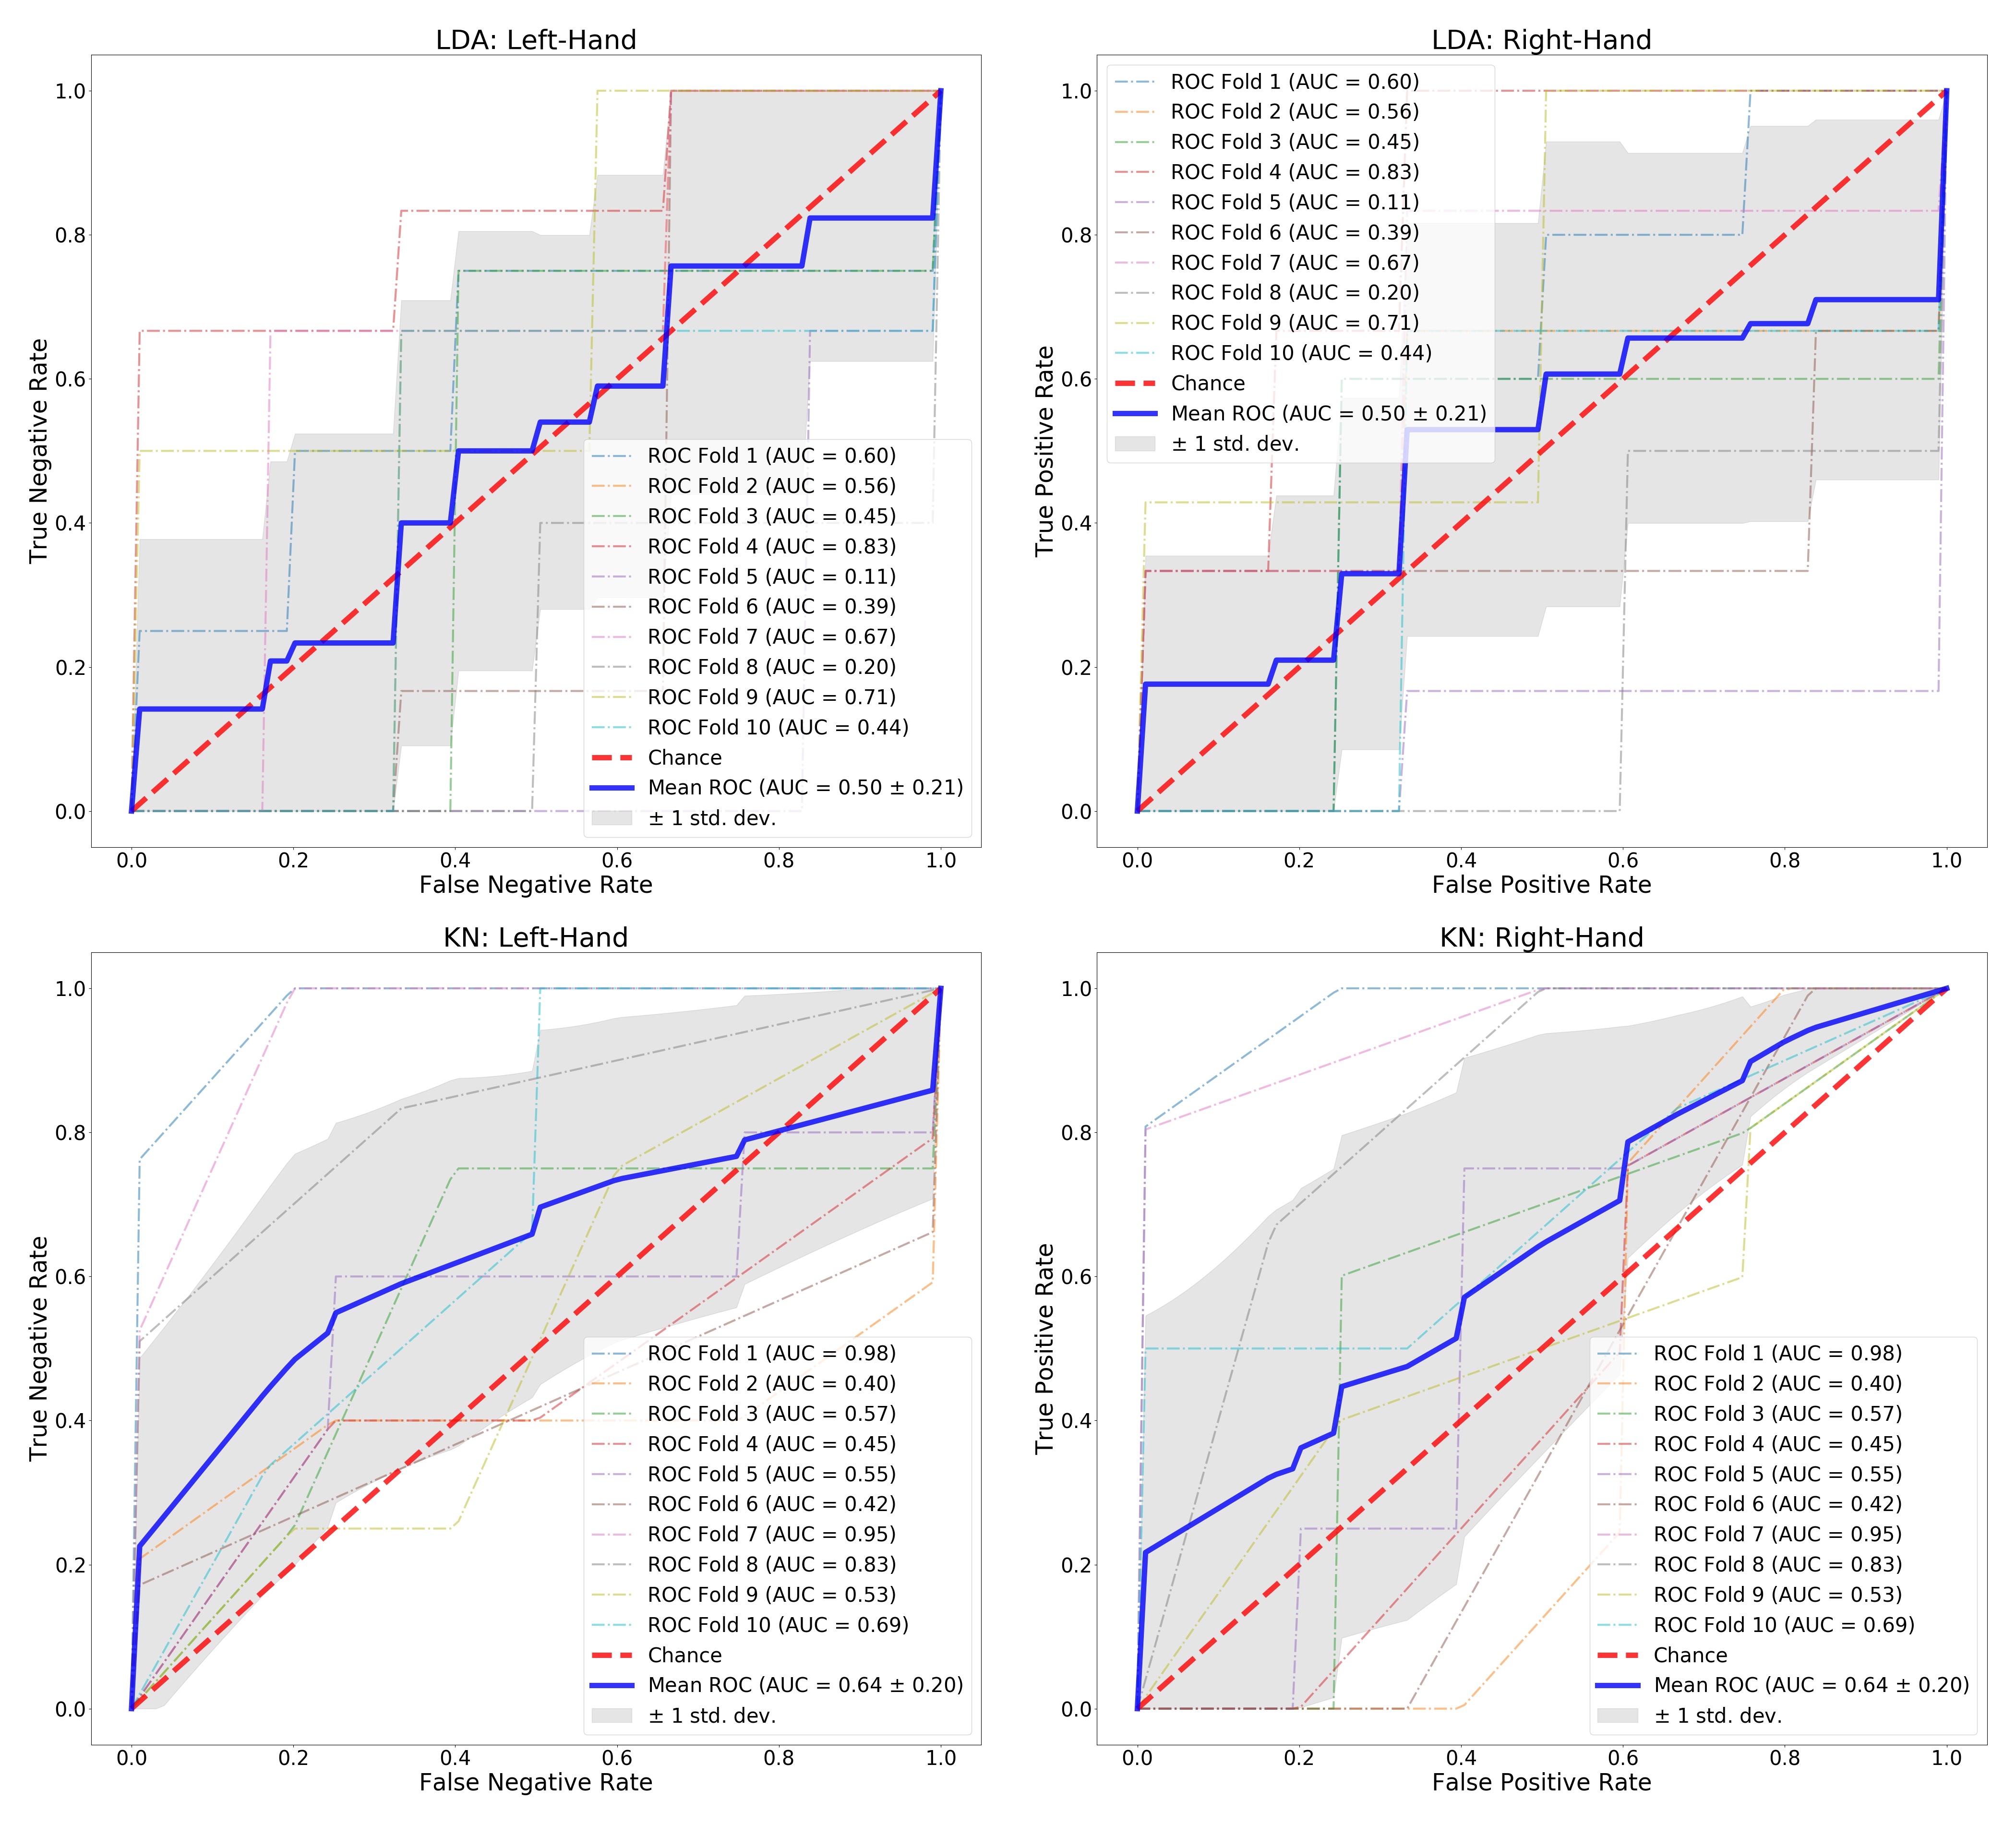 LDA: Left-Hand
True Negative Rate
1.0
0.8
0.6
0.4
0.2
0.0
ROC Fold 1 (AUC = 0.60)
ROC Fold 2 (AUC = 0.56)
ROC Fold 3 (AUC = 0.45)
ROC Fold 4 (AUC = 0.83)
ROC Fold 5 (AUC = 0.11)
ROC Fold 6 (AUC = 0.39)
ROC Fold 7 (AUC = 0.67)
ROC Fold 8 (AUC = 0.20)
ROC Fold 9 (AUC = 0.71)
ROC Fold 10 (AUC = 0.44)
Chance
Mean ROC (AUC = 0.50 ± 0.21)
± 1 std. dev.
0.0 0.2 0.4 0.6 0.8 1.0
False Negative Rate
LDA: Right-Hand
True Positive Rate
1.0
0.8
0.6
0.4
0.2
0.0
ROC Fold 1 (AUC = 0.60)
ROC Fold 2 (AUC = 0.56)
ROC Fold 3 (AUC = 0.45)
ROC Fold 4 (AUC = 0.83)
ROC Fold 5 (AUC = 0.11)
ROC Fold 6 (AUC = 0.39)
ROC Fold 7 (AUC = 0.67)
ROC Fold 8 (AUC = 0.20)
ROC Fold 9 (AUC = 0.71)
ROC Fold 10 (AUC = 0.44)
Chance
Mean ROC (AUC = 0.50 ± 0.21)
± 1 std. dev.
0.0 0.2 0.4 0.6 0.8 1.0
False Positive Rate
KN: Left-Hand
True Negative Rate
1.0
0.8
0.6
0.4
0.2
0.0
ROC Fold 1 (AUC = 0.98)
ROC Fold 2 (AUC = 0.40)
ROC Fold 3 (AUC = 0.57)
ROC Fold 4 (AUC = 0.45)
ROC Fold 5 (AUC = 0.55)
ROC Fold 6 (AUC = 0.42)
ROC Fold 7 (AUC = 0.95)
ROC Fold 8 (AUC = 0.83)
ROC Fold 9 (AUC = 0.53)
ROC Fold 10 (AUC = 0.69)
Chance
Mean ROC (AUC = 0.64 ± 0.20)
± 1 std. dev.
0.0 0.2 0.4 0.6 0.8 1.0
False Negative Rate
KN: Right-Hand
True Positive Rate
1.0
0.8
0.6
0.4
0.2
0.0
ROC Fold 1 (AUC = 0.98)
ROC Fold 2 (AUC = 0.40)
ROC Fold 3 (AUC = 0.57)
ROC Fold 4 (AUC = 0.45)
ROC Fold 5 (AUC = 0.55)
ROC Fold 6 (AUC = 0.42)
ROC Fold 7 (AUC = 0.95)
ROC Fold 8 (AUC = 0.83)
ROC Fold 9 (AUC = 0.53)
ROC Fold 10 (AUC = 0.69)
Chance
Mean ROC (AUC = 0.64 ± 0.20)
± 1 std. dev.
0.0 0.2 0.4 0.6 0.8 1.0
False Positive Rate